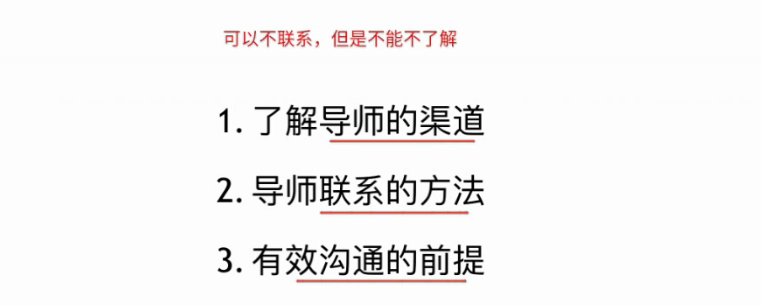 可以不联系，但是不能不了解
1. 了解导师的渠道
2. 导师联系的方法
3. 有效沟通的前提